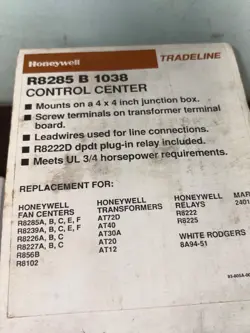 Honeywell TRADELINE
R8285 B 1038
CONTROL CENTER
■ Mounts on a 4 x 4 inch junction box.
■ Screw terminals on transformer terminal
board.
■ Leadwires used for line connections.
■ R8222D dpdt plug-in relay included.
■ Meets UL 3/4 horsepower requirements.
REPLACEMENT FOR:
HONEYWELL
FAN CENTERS
R8285A, B, C, E, F
R8239A, B, C, E, F
R8226A, B, C
R8227A, B, C
R856B
R8102
HONEYWELL
TRANSFORMERS
AT72D
AT40
AT30A
AT20
AT12
HONEYWELL
RELAYS
R8222
R8225
WHITE RODGERS
8A94-51
MAR
2401